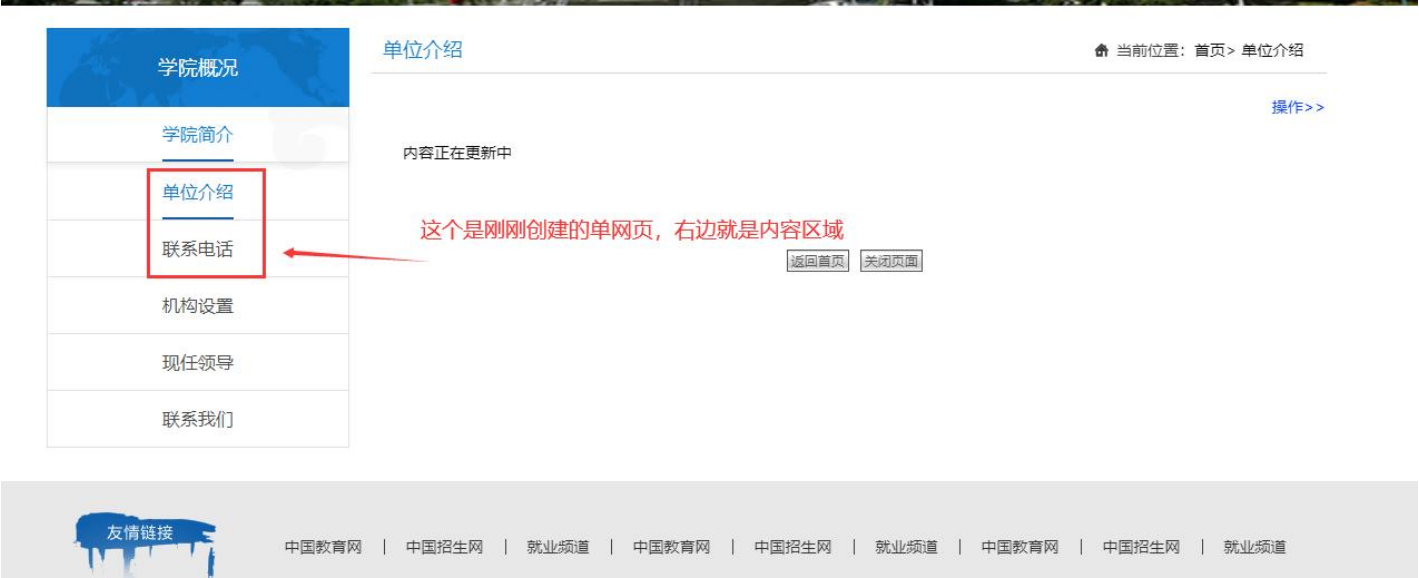 学院概况
学院简介
单位介绍
联系电话
机构设置
现任领导
联系我们
单位介绍
当前位置：首页> 单位介绍
操作>>
内容正在更新中
这个是刚刚创建的单网页，右边就是内容区域
返回首页 关闭页面
友情链接
中国教育网 | 中国招生网 | 就业频道 | 中国教育网 | 中国招生网 | 就业频道 | 中国教育网 | 中国招生网 | 就业频道